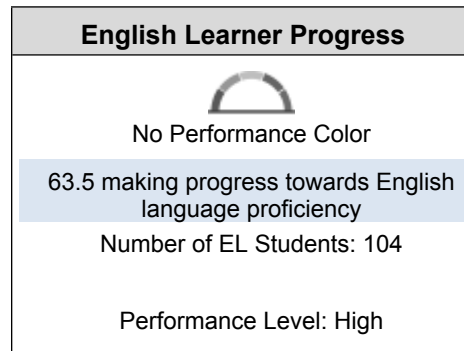 English Learner Progress
No Performance Color
63.5 making progress towards English
language proficiency
Number of EL Students: 104
Performance Level: High